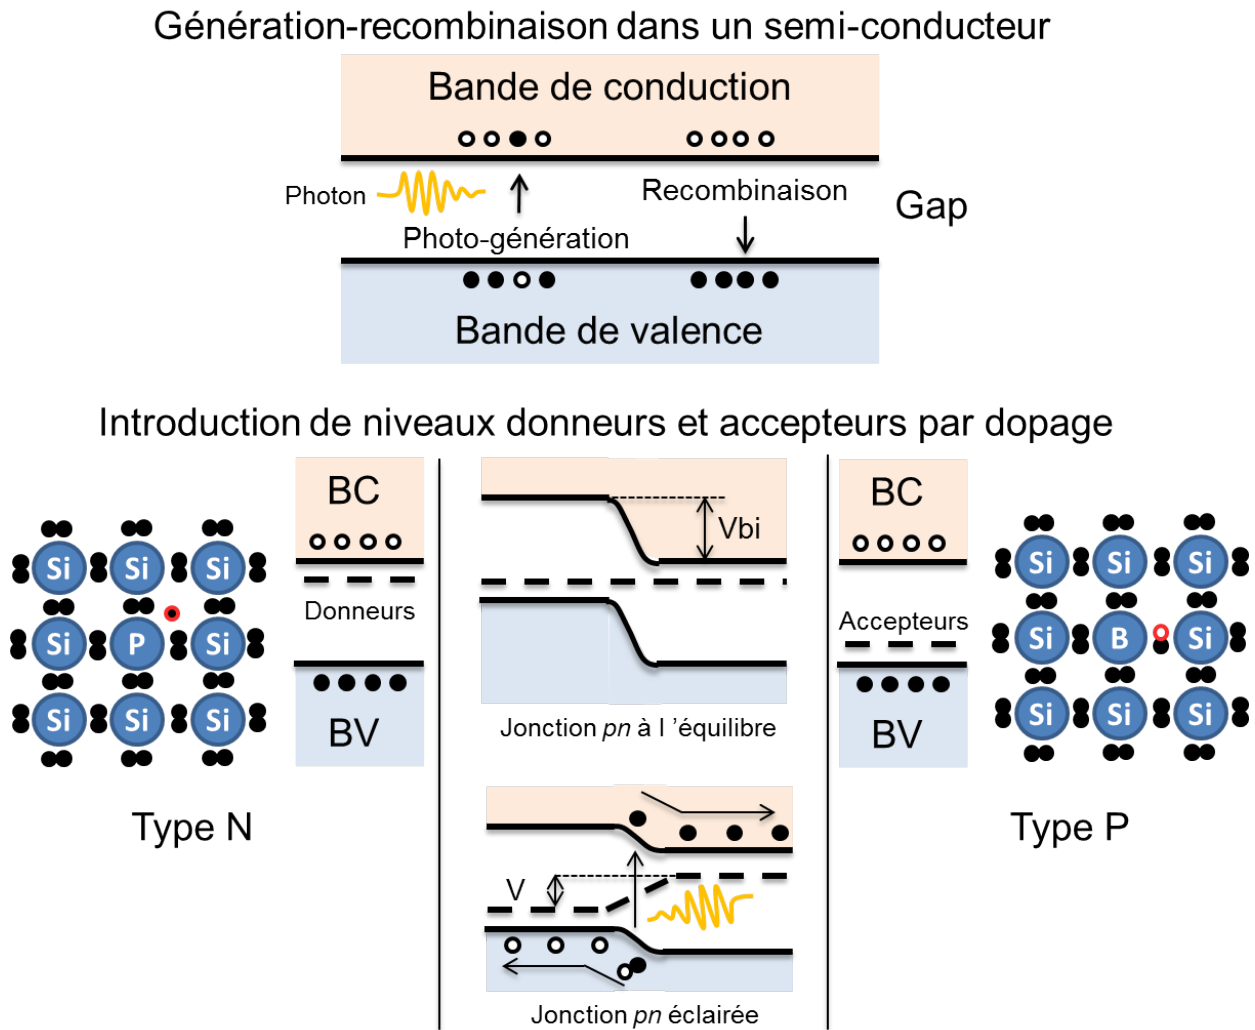 Génération-recombinaison dans un semi-conducteur
Bande de conduction
Photon
Recombinaison
Gap
Photo-génération
Bande de valence
Introduction de niveaux donneurs et accepteurs par dopage
Si Si Si
Si P Si
Si Si Si
Type N
BC
Donneurs
BV
Vbi
Jonction pn à l ’équilibre
V
Jonction pn éclairée
BC
Accepteurs
BV
Si Si Si
Si B Si
Si Si Si
Type P